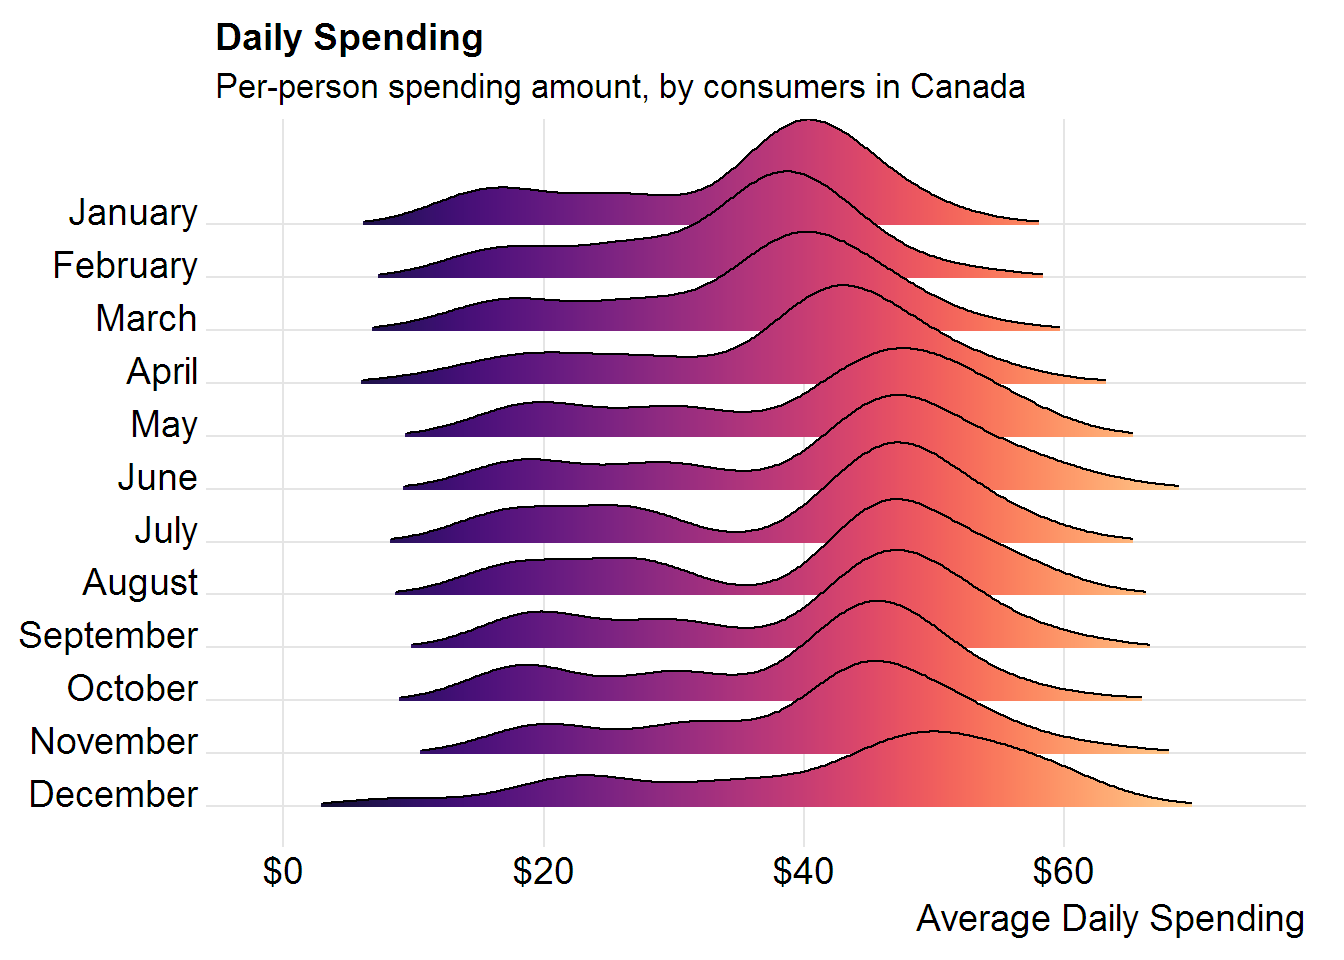 Daily Spending
Per-person spending amount, by consumers in Canada
January
February
March
April
May
June
July
August
September
October
November
December
$0 $20 $40 $60
Average Daily Spending